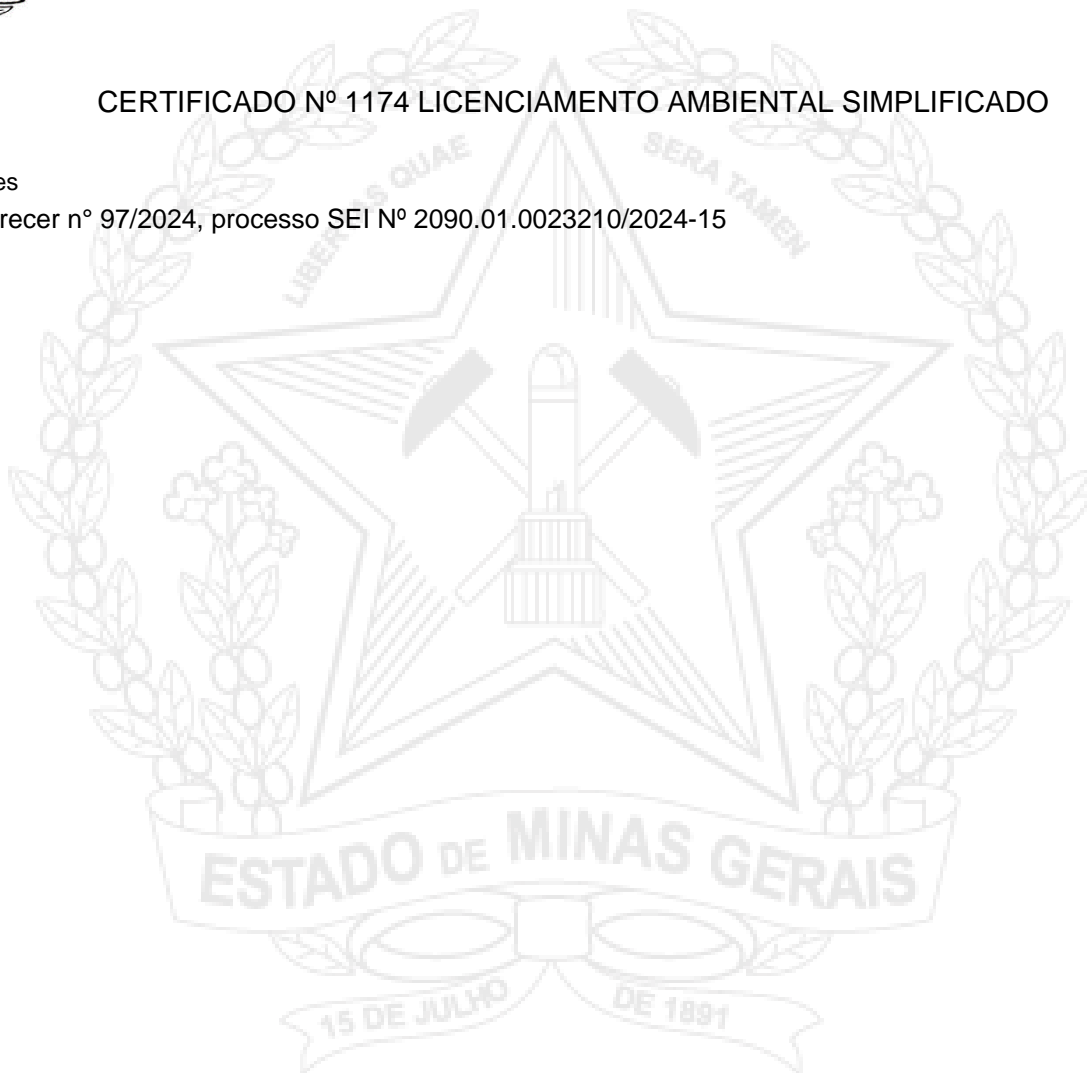 CERTIFICADO Nº 1174 LICENCIAMENTO AMBIENTAL SIMPLIFICADO
es
recer n° 97/2024, processo SEI Nº 2090.01.0023210/2024-15
LIBERTAS QUAE SERA TAMEN
ESTADO DE MINAS GERAIS
15 DE JULHO DE 1891